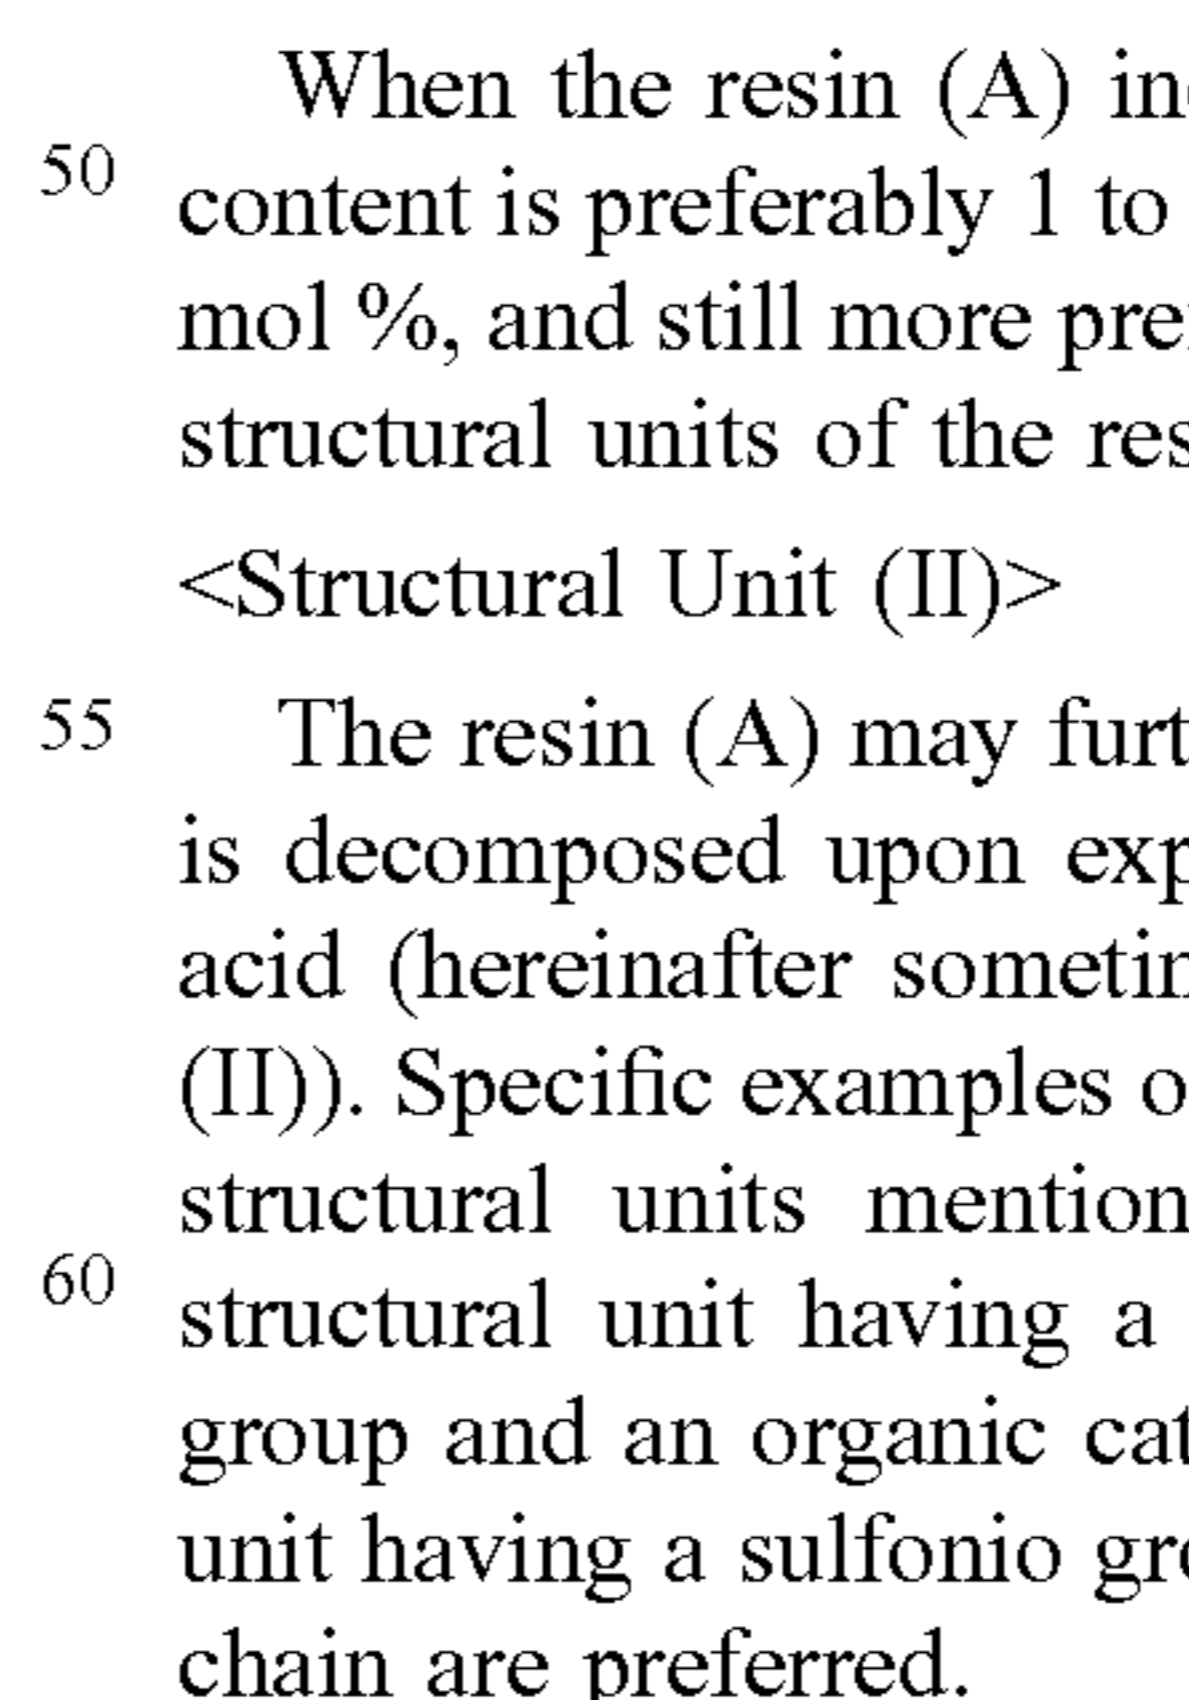 When the resin (A) in
50
content is preferably 1 to
mol %, and still more pre
structural units of the res
<Structural Unit (II)>
55
The resin (A) may furt
is decomposed upon exp
acid (hereinafter sometim
(II)). Specific examples o
structural units mention
60
structural unit having a
group and an organic cat
unit having a sulfonio gro
chain are preferred.